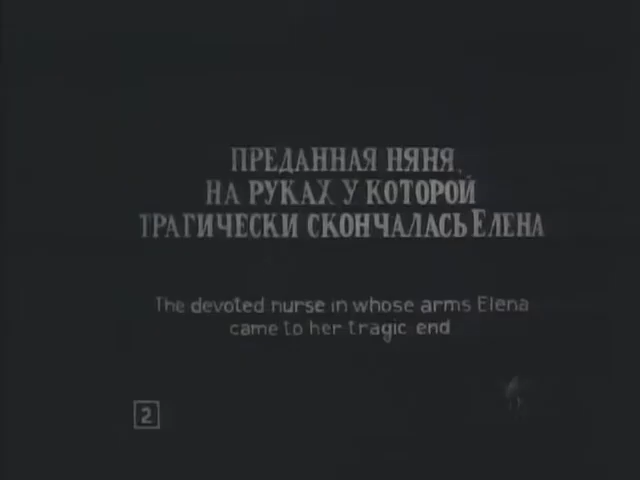 ПРЕДАННАЯ НЯНЯ,
НА РУКАХ У КОТОРОЙ
ТРАГИЧЕСКИ СКОНЧАЛАСЬ ЕЛЕНА
The devoted nurse in whose arms Elena
came to her tragic end
2